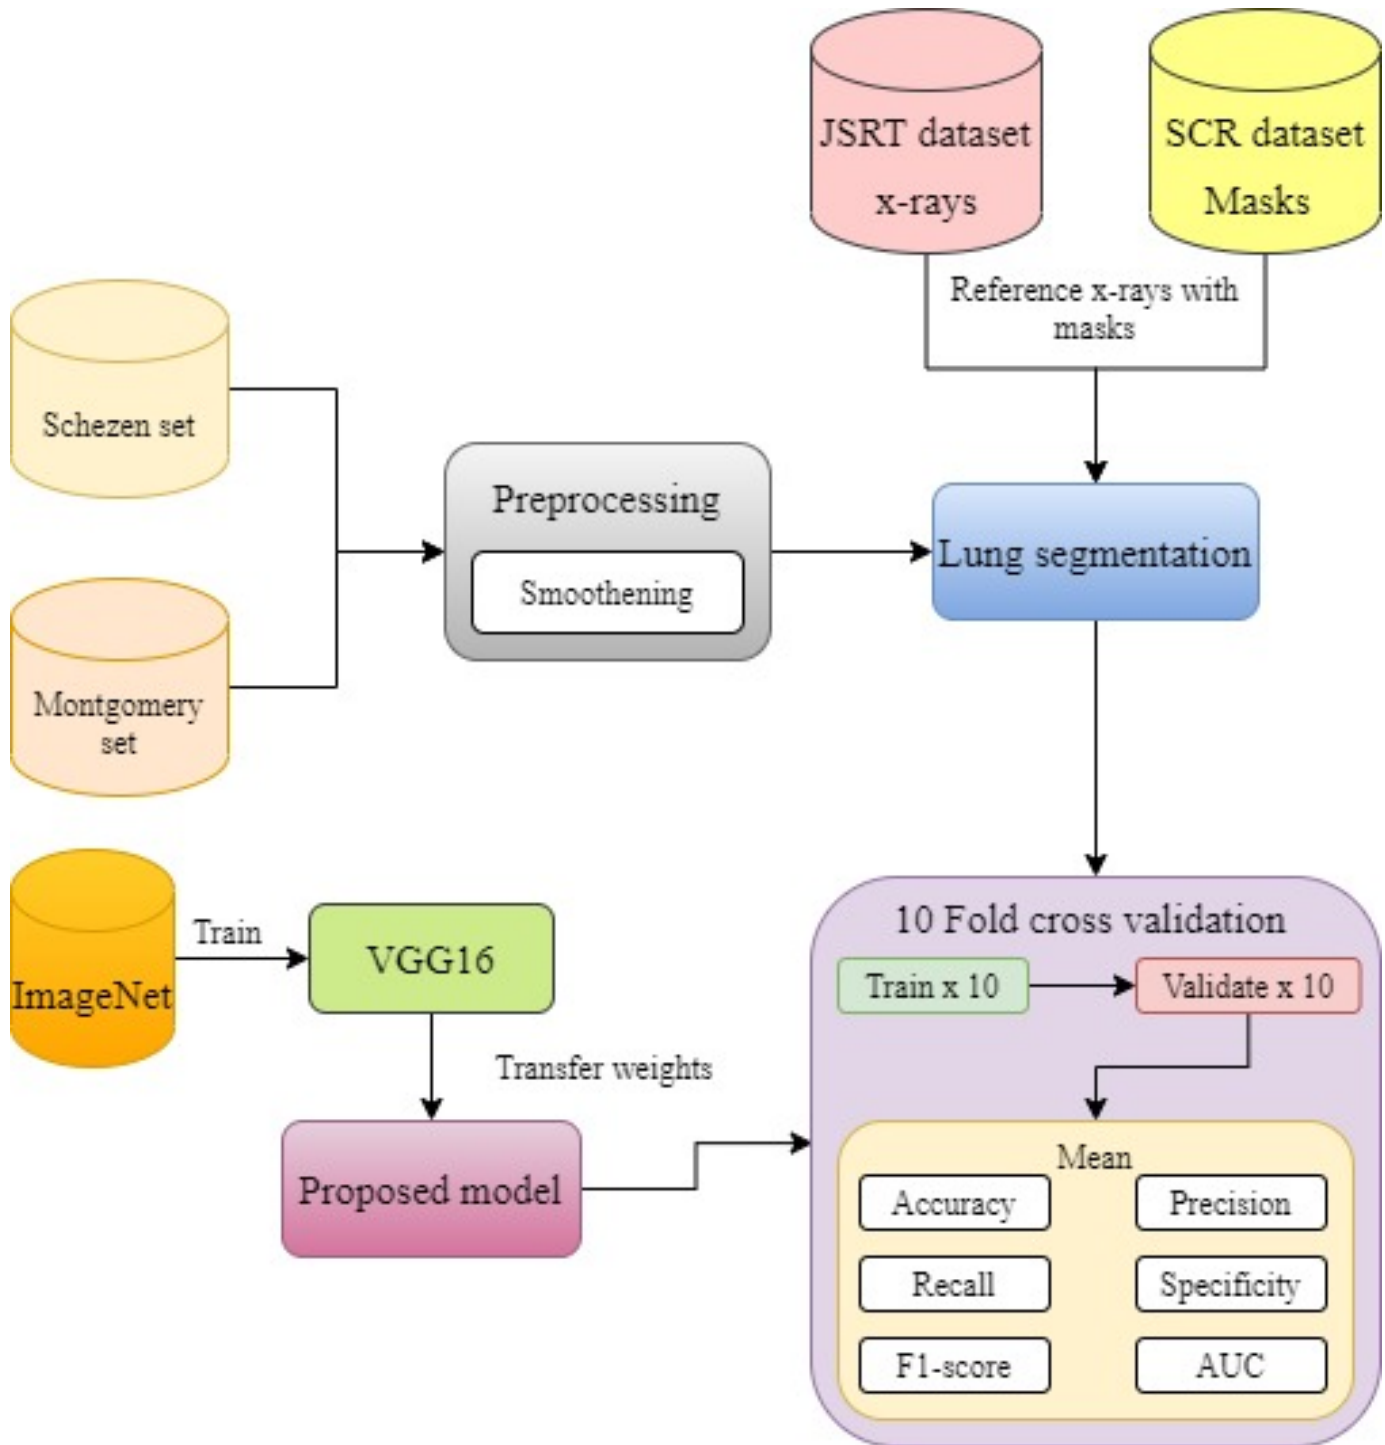 JSRT dataset
x-rays
SCR dataset
Masks
Reference x-rays with
masks
Schezen set
Preprocessing
Smoothening
Lung segmentation
Montgomery
set
ImageNet
Train
VGG16
Transfer weights
Proposed model
10 Fold cross validation
Train x 10
Validate x 10
Mean
Accuracy
Precision
Recall
Specificity
F1-score
AUC